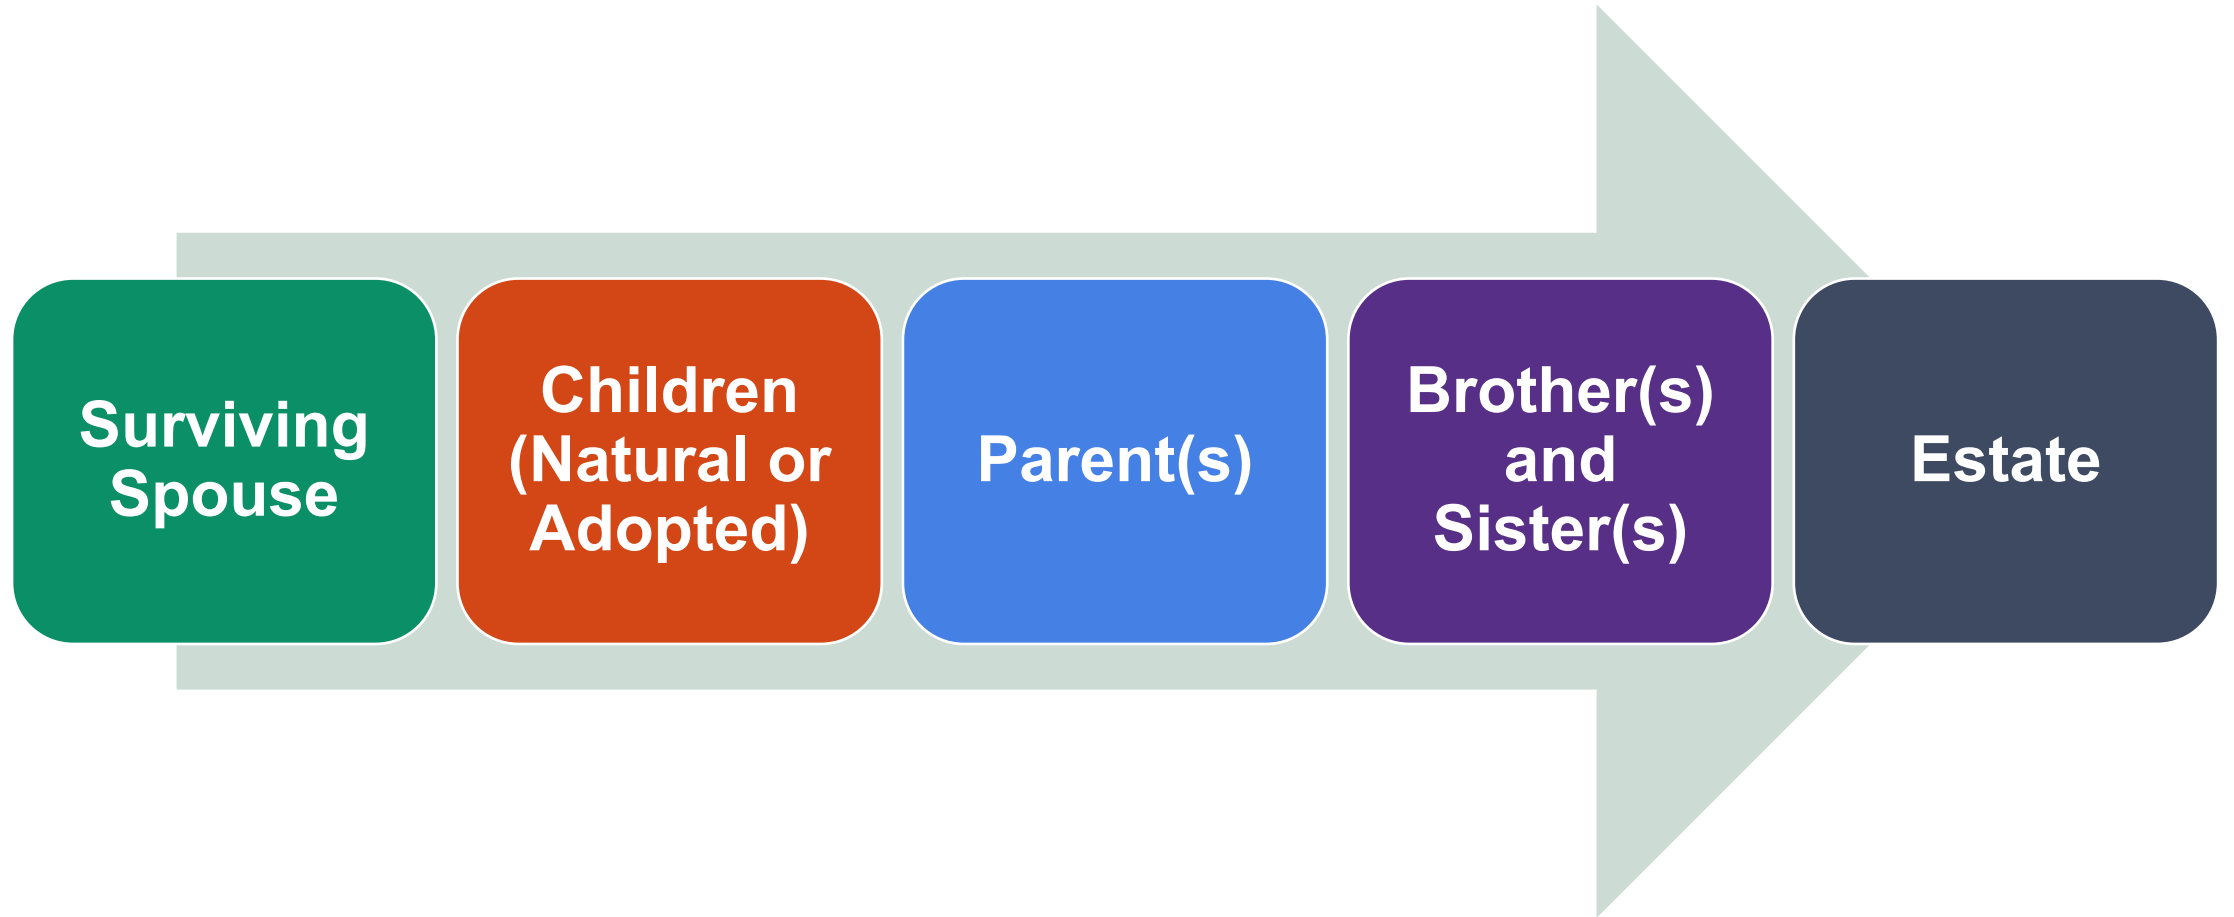 Surviving
Spouse
Children
(Natural or
Adopted)
Parent(s)
Brother(s)
and
Sister(s)
Estate